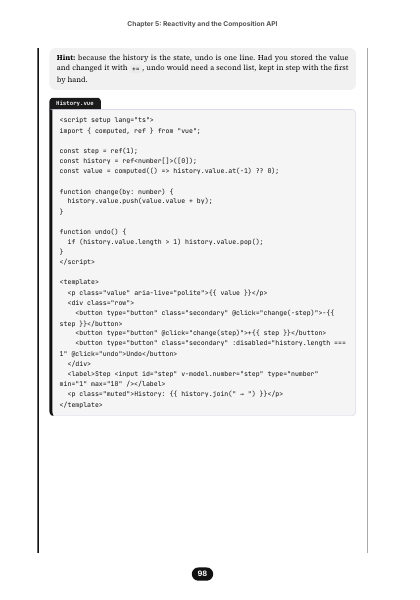 Chapter 5: Reactivity and the Composition API
Hint: because the history is the state, undo is one line. Had you stored the value
and changed it with +=, undo would need a second list, kept in step with the first
by hand.
History.vue
<script setup lang="ts">
import { computed, ref } from "vue";

const step = ref(1);
const history = ref<number[]>([0]);
const value = computed(() => history.value.at(-1) ?? 0);

function change(by: number) {
  history.value.push(value.value + by);
}

function undo() {
  if (history.value.length > 1) history.value.pop();
}
</script>

<template>
  <p class="value" aria-live="polite">{{ value }}</p>
  <div class="row">
    <button type="button" class="secondary" @click="change(-step)">-{{
step }}</button>
    <button type="button" @click="change(step)">+{{ step }}</button>
    <button type="button" class="secondary" :disabled="history.length ===
1" @click="undo">Undo</button>
  </div>
  <label>Step <input id="step" v-model.number="step" type="number"
min="1" max="10" /></label>
  <p class="muted">History: {{ history.join(" → ") }}</p>
</template>
98